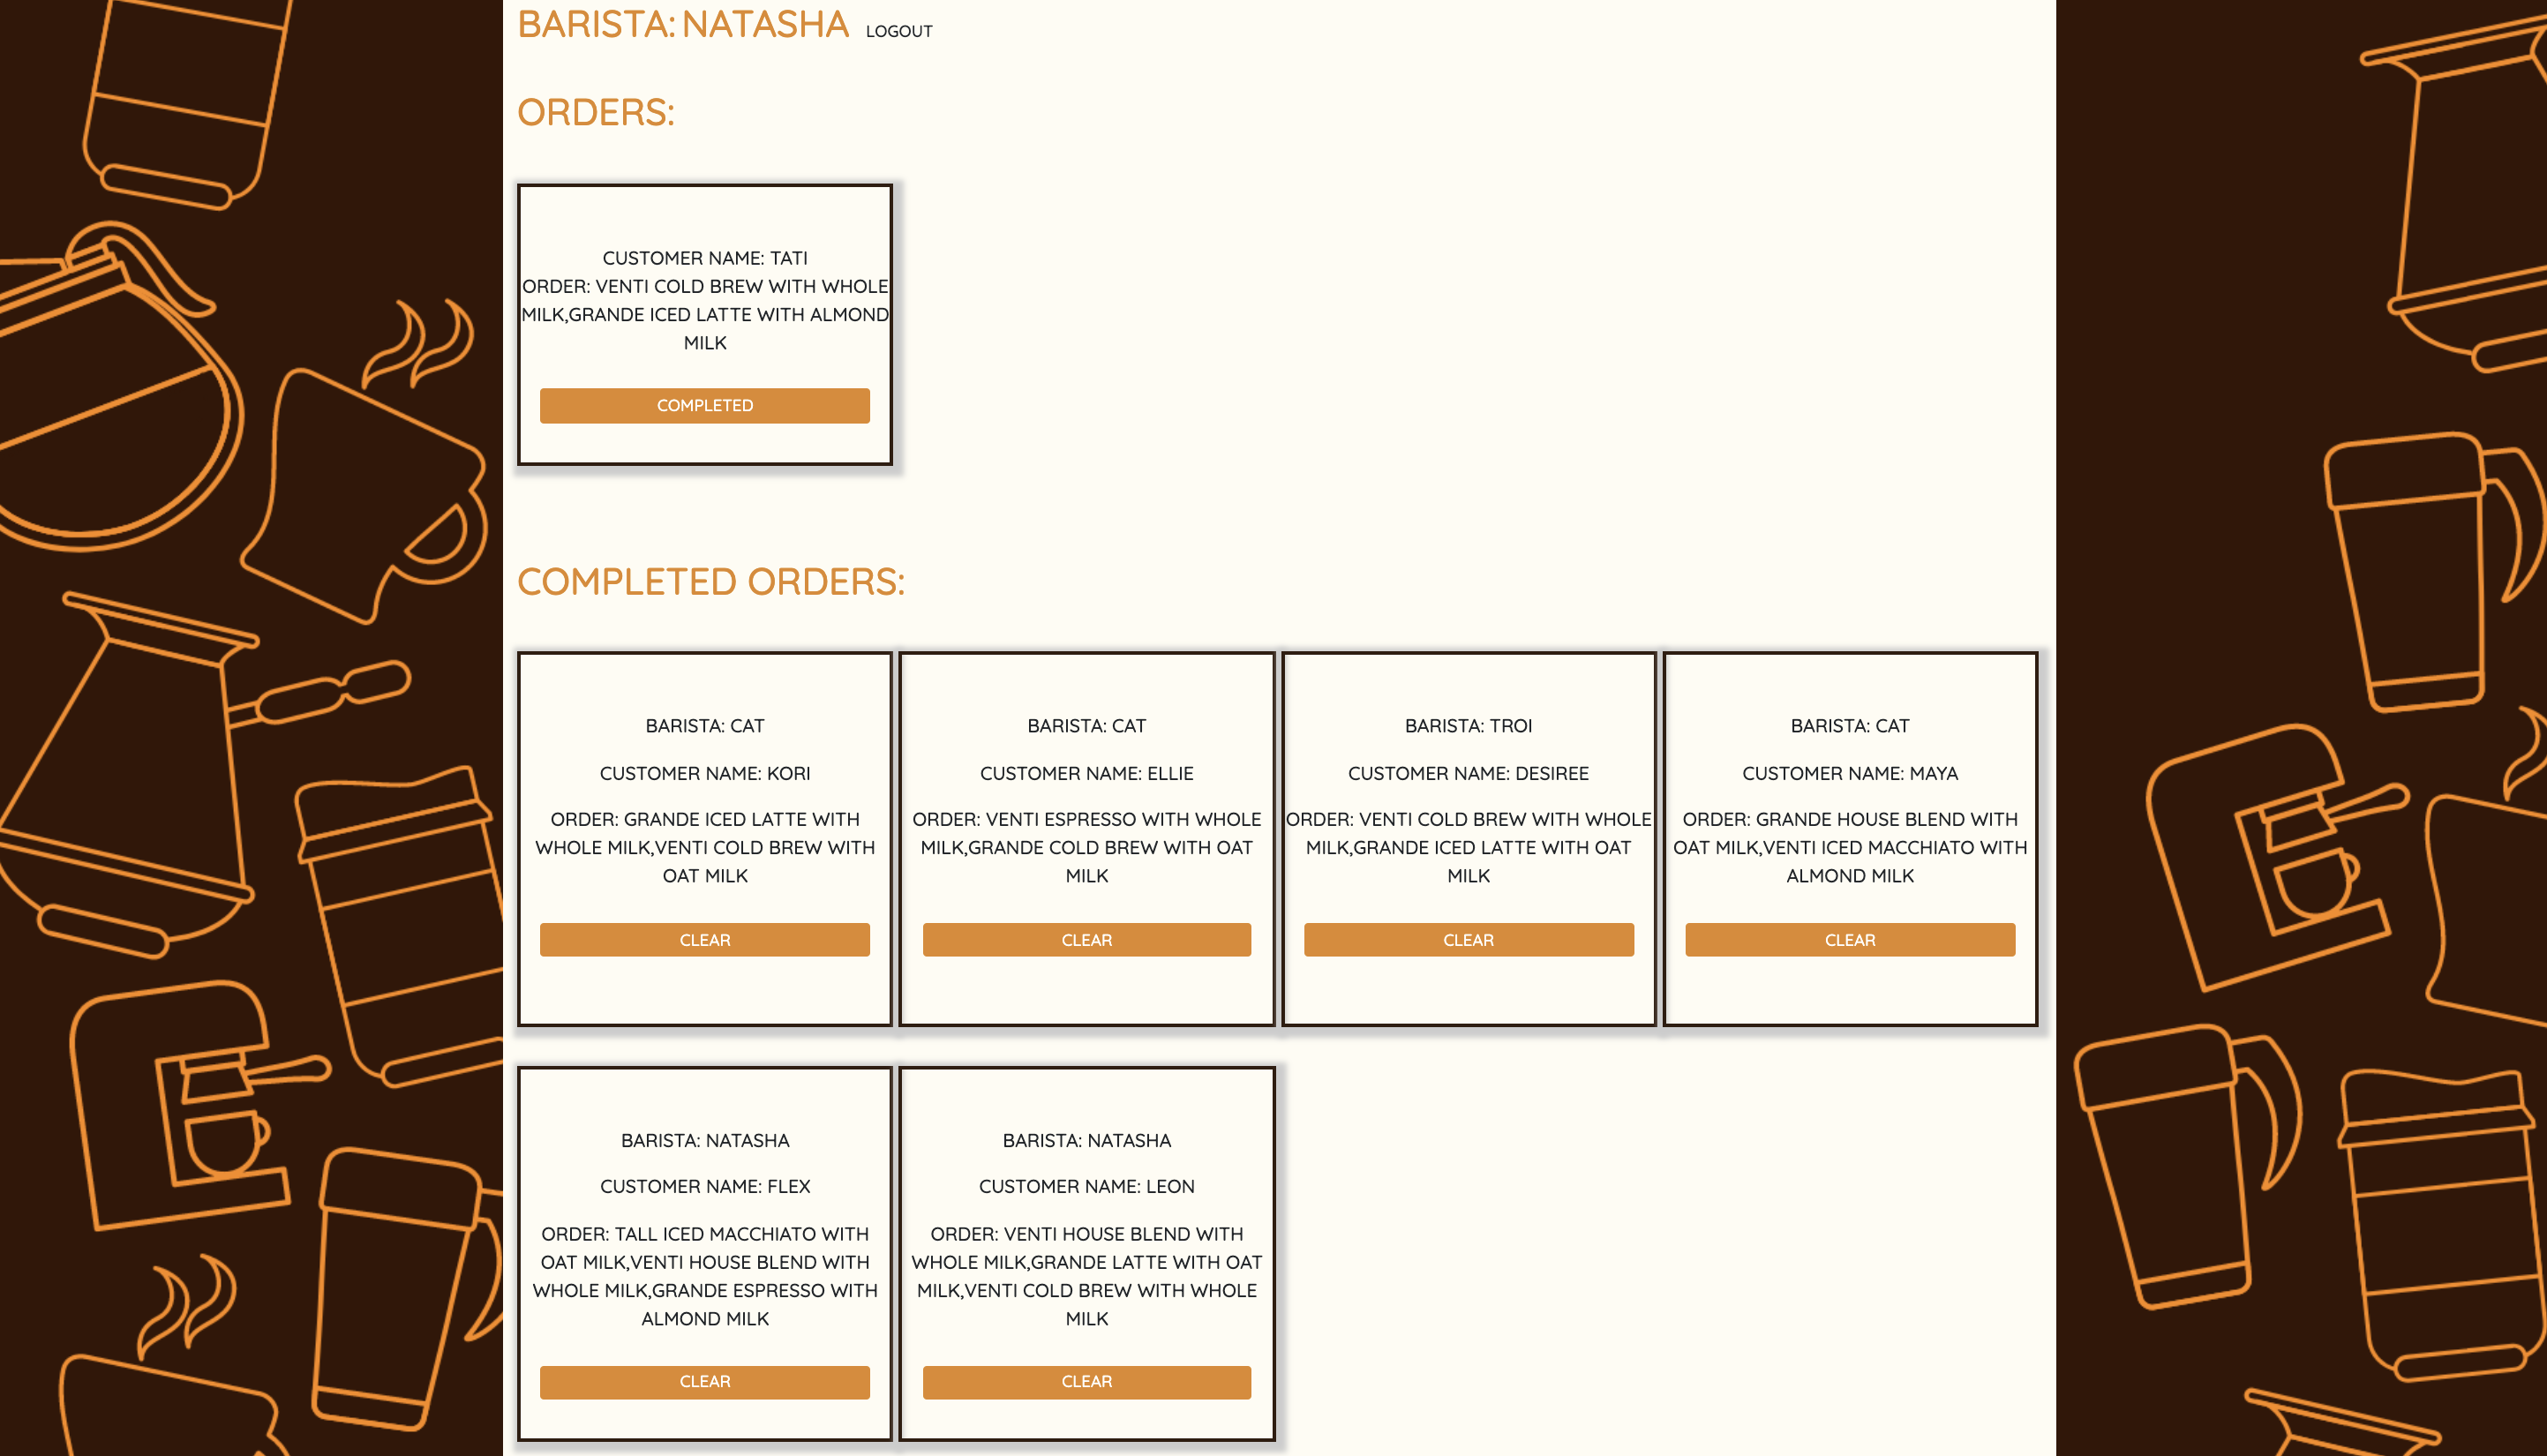 BARISTA: NATASHA LOGOUT
ORDERS:
CUSTOMER NAME: TATI
ORDER: VENTI COLD BREW WITH WHOLE
MILK,GRANDE ICED LATTE WITH ALMOND
MILK
COMPLETED
COMPLETED ORDERS:
BARISTA: CAT
CUSTOMER NAME: KORI
ORDER: GRANDE ICED LATTE WITH
WHOLE MILK,VENTI COLD BREW WITH
OAT MILK
CLEAR
BARISTA: CAT
CUSTOMER NAME: ELLIE
ORDER: VENTI ESPRESSO WITH WHOLE
MILK,GRANDE COLD BREW WITH OAT
MILK
CLEAR
BARISTA: TROI
CUSTOMER NAME: DESIREE
ORDER: VENTI COLD BREW WITH WHOLE
MILK,GRANDE ICED LATTE WITH OAT
MILK
CLEAR
BARISTA: CAT
CUSTOMER NAME: MAYA
ORDER: GRANDE HOUSE BLEND WITH
OAT MILK,VENTI ICED MACCHIATO WITH
ALMOND MILK
CLEAR
BARISTA: NATASHA
CUSTOMER NAME: FLEX
ORDER: TALL ICED MACCHIATO WITH
OAT MILK,VENTI HOUSE BLEND WITH
WHOLE MILK,GRANDE ESPRESSO WITH
ALMOND MILK
CLEAR
BARISTA: NATASHA
CUSTOMER NAME: LEON
ORDER: VENTI HOUSE BLEND WITH
WHOLE MILK,GRANDE LATTE WITH OAT
MILK,VENTI COLD BREW WITH WHOLE
MILK
CLEAR